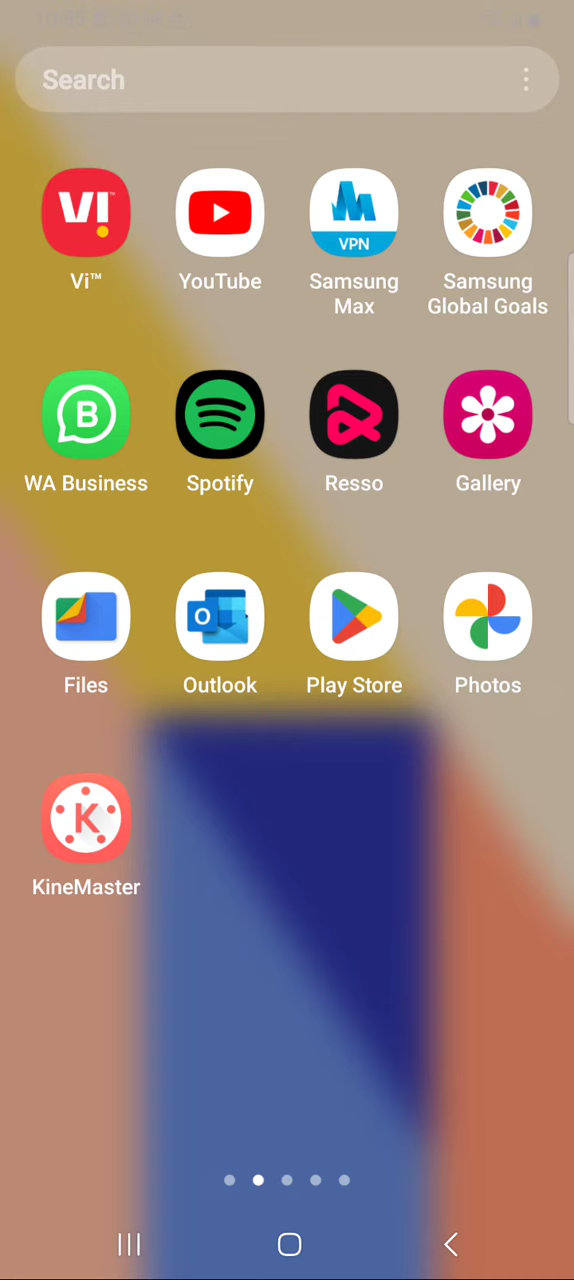 Search
VI™
VPN
Vi™
YouTube
Samsung
Max
Samsung
Global Goals
B
WA Business
Spotify
Resso
Gallery
O
Files
Outlook
Play Store
Photos
K
KineMaster